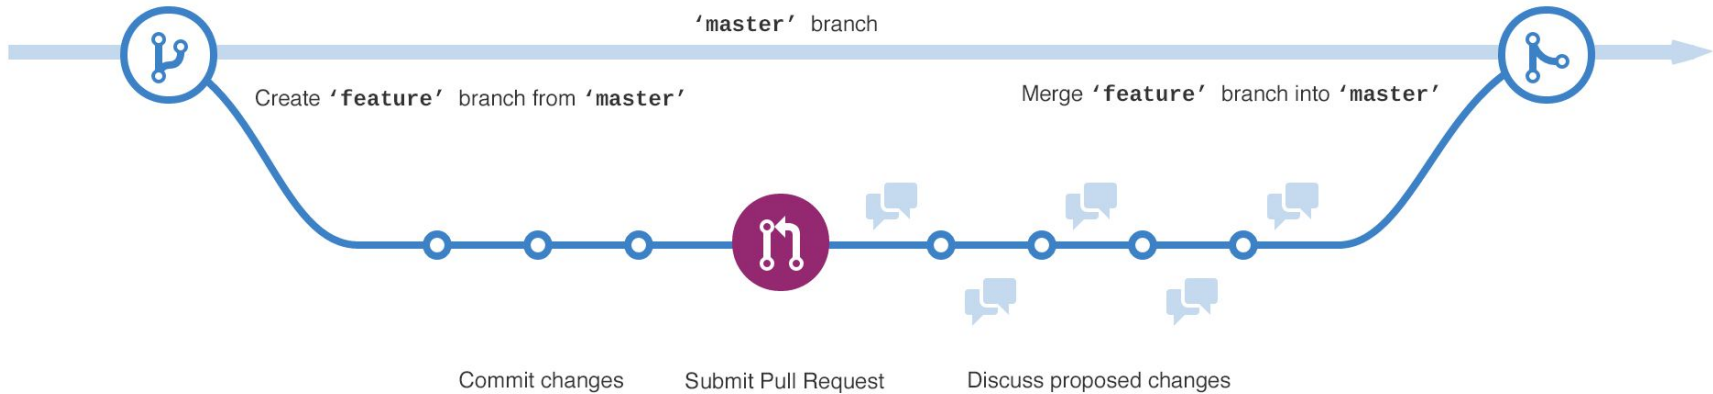 ‘master’ branch
Create ‘feature’ branch from ‘master’
Merge ‘feature’ branch into ‘master’
Commit changes
Submit Pull Request
Discuss proposed changes